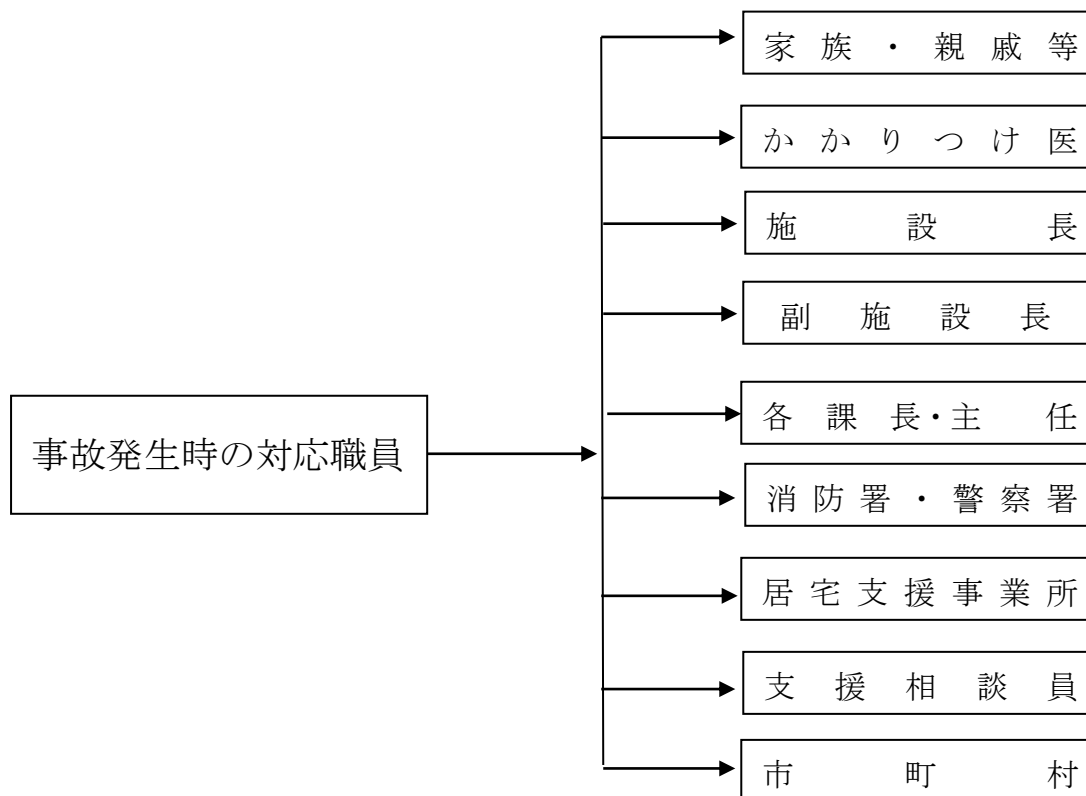 家族・親戚等
かかりつけ医
施設長
副施設長
各課長・主任
事故発生時の対応職員
消防署・警察署
居宅支援事業所
支援相談員
市町村